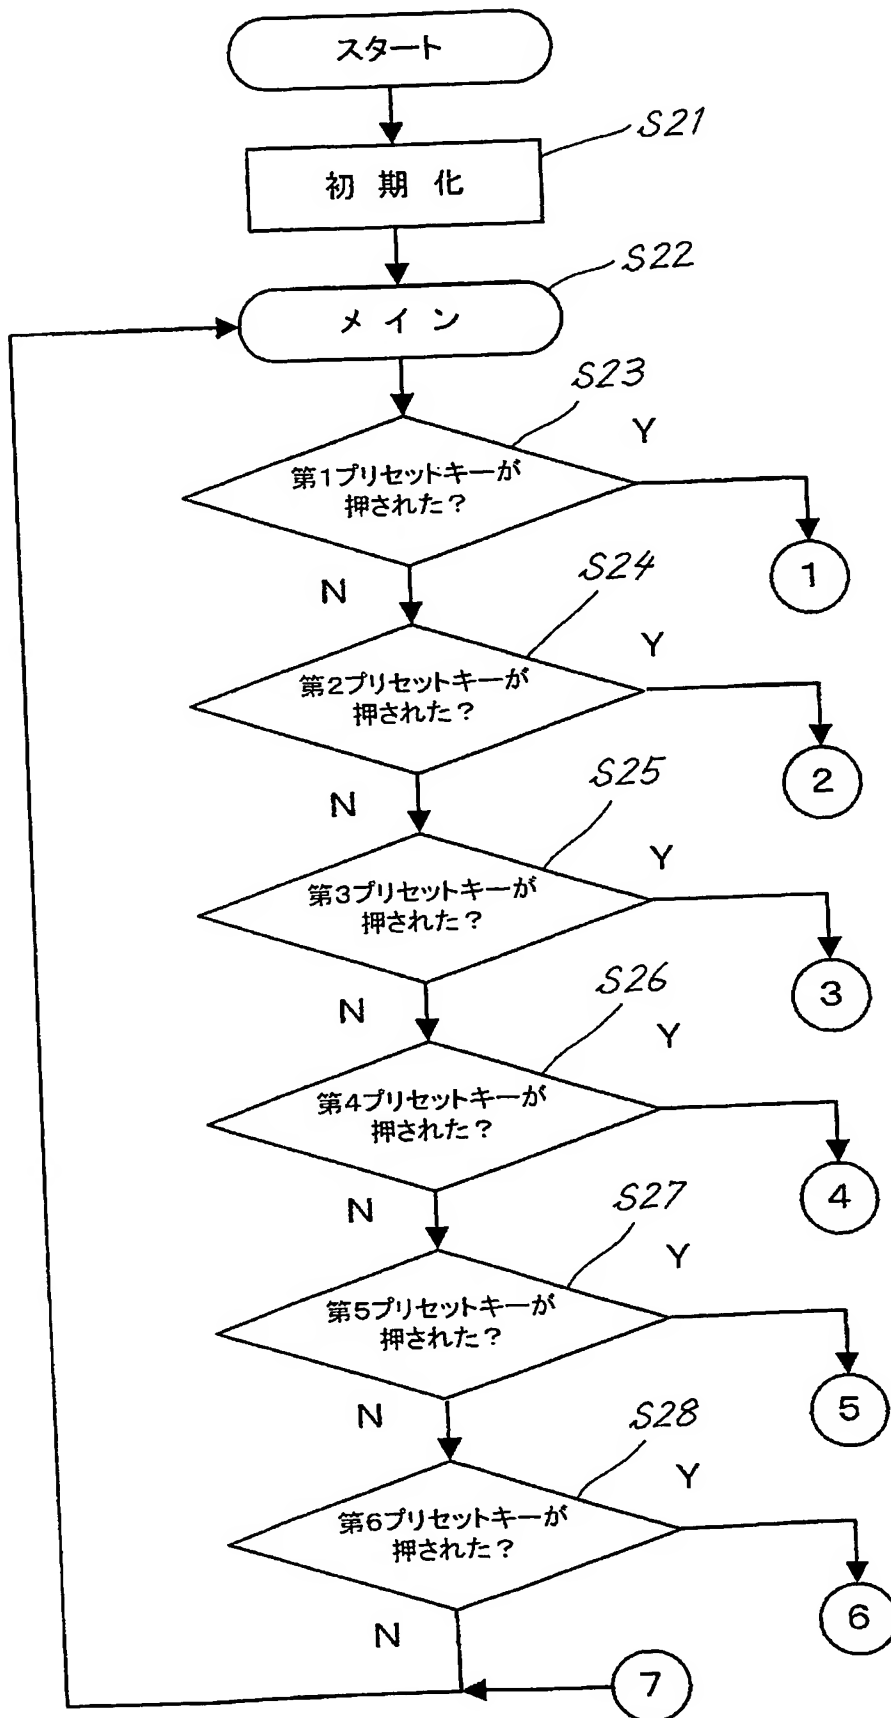 スタート
S21
初期化
S22
メイン
S23
Y
第1プリセットキーが
押された?
1
N
S24
Y
第2プリセットキーが
押された?
2
N
S25
Y
第3プリセットキーが
押された?
3
N
S26
Y
第4プリセットキーが
押された?
4
N
S27
Y
第5プリセットキーが
押された?
5
N
S28
Y
第6プリセットキーが
押された?
6
N
7